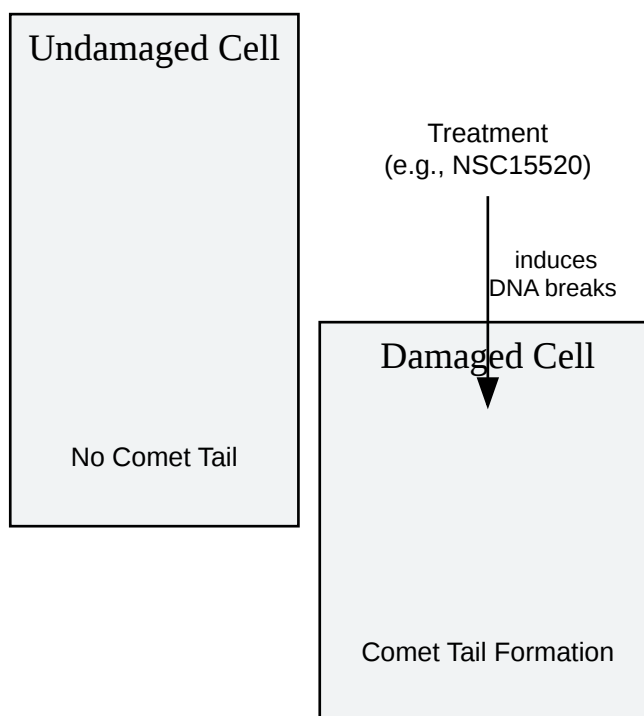 Undamaged Cell
No Comet Tail
Treatment
(e.g., NSC15520)
induces
DNA breaks
Damaged Cell
Comet Tail Formation